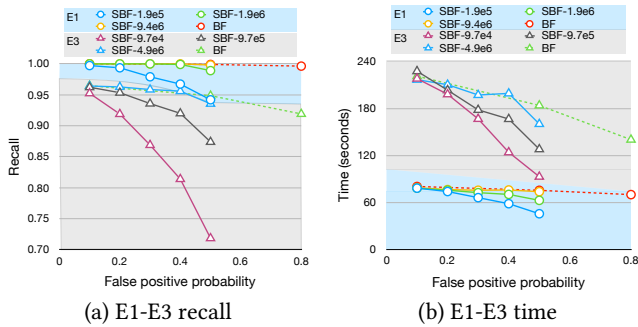 E1 SBF-1.9e5 SBF-1.9e6
SBF-9.4e6 BF
E3 SBF-9.7e4 SBF-9.7e5
SBF-4.9e6 BF
1.00
0.95
0.90
0.85
0.80
0.75
0.70
Recall
0 0.2 0.4 0.6 0.8
False positive probability
(a) E1-E3 recall
E1 SBF-1.9e5 SBF-1.9e6
SBF-9.4e6 BF
E3 SBF-9.7e4 SBF-9.7e5
SBF-4.9e6 BF
240
180
120
60
0
Time (seconds)
0 0.2 0.4 0.6 0.8
False positive probability
(b) E1-E3 time